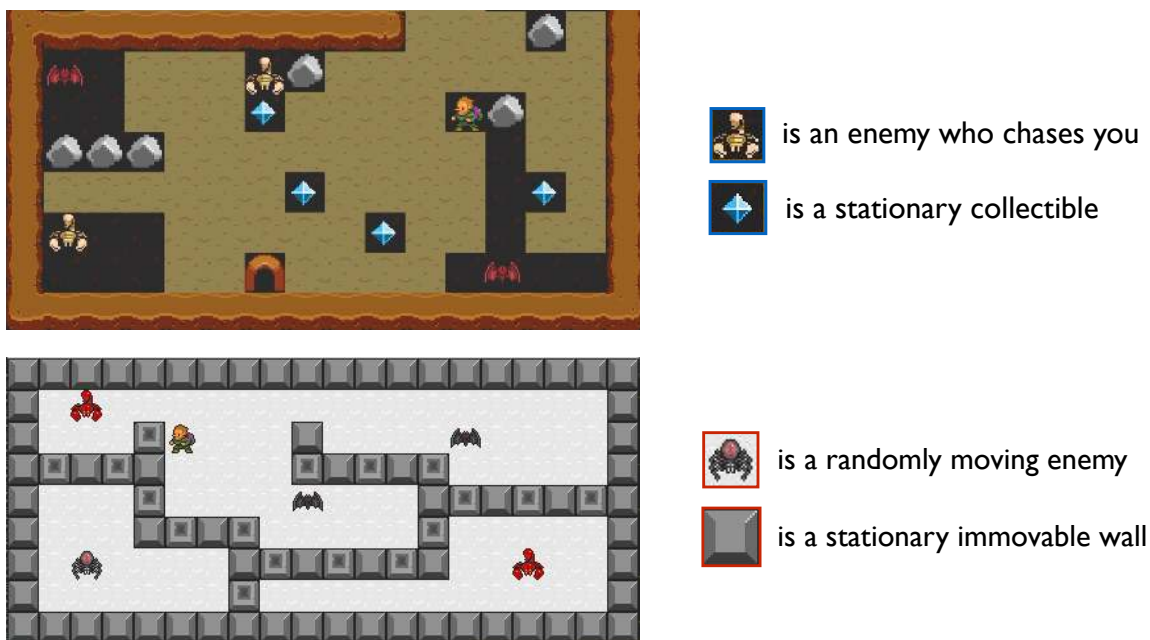 is an enemy who chases you
is a stationary collectible
is a randomly moving enemy
is a stationary immovable wall